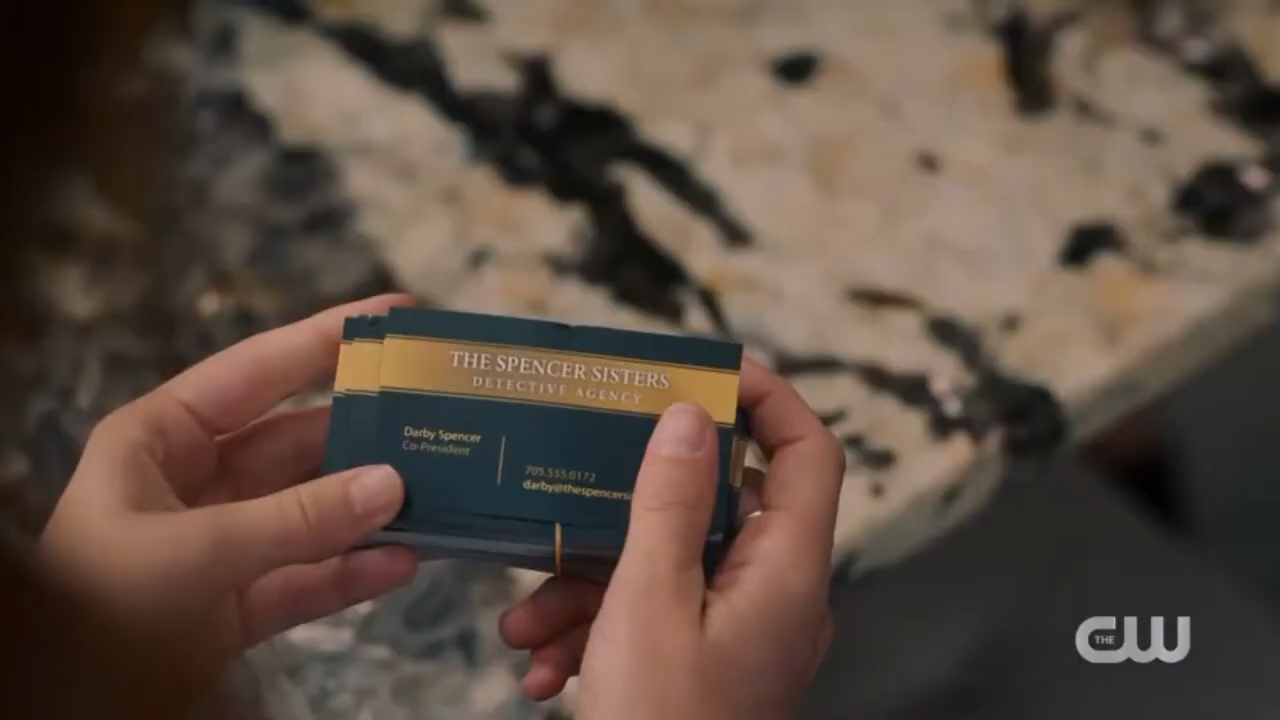 THE SPENCER SISTERS
DETECTIVE AGENCY
Darby Spencer
Co-President
705.555.0172
darby@thespencers
THE CW